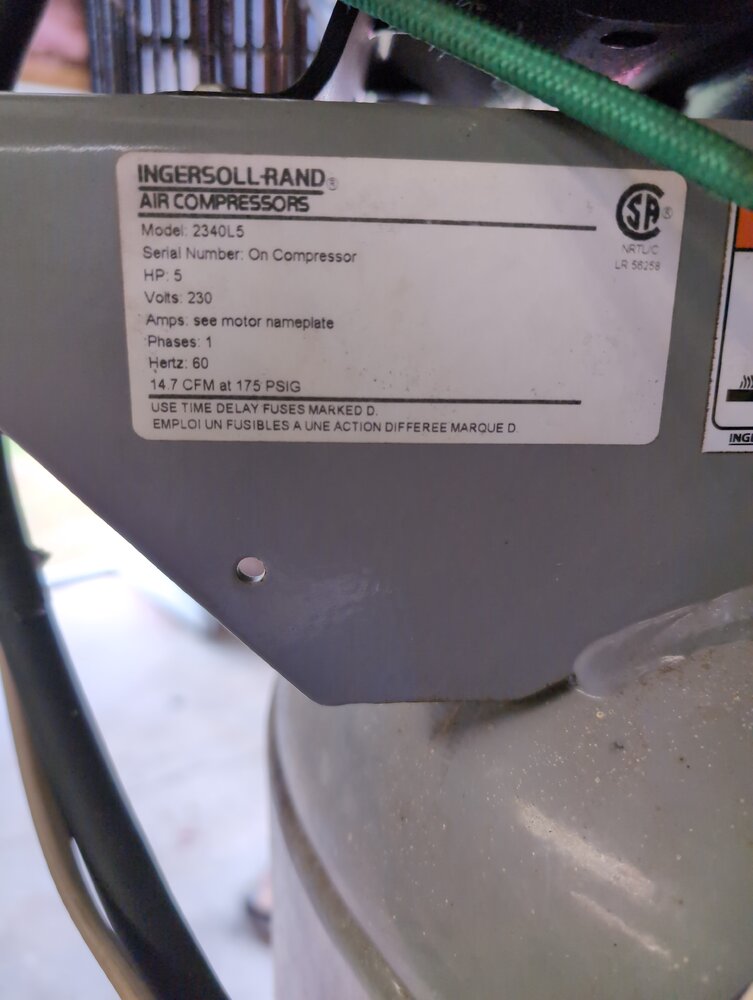 INGERSOLL-RAND®
AIR COMPRESSORS
SA ®
NRTL/C
LR 56258
Model: 2340L5
Serial Number: On Compressor
HP: 5
Volts: 230
Amps: see motor nameplate
Phases: 1
Hertz: 60
14.7 CFM at 175 PSIG
USE TIME DELAY FUSES MARKED D.
EMPLOI UN FUSIBLES A UNE ACTION DIFFEREE MARQUE D